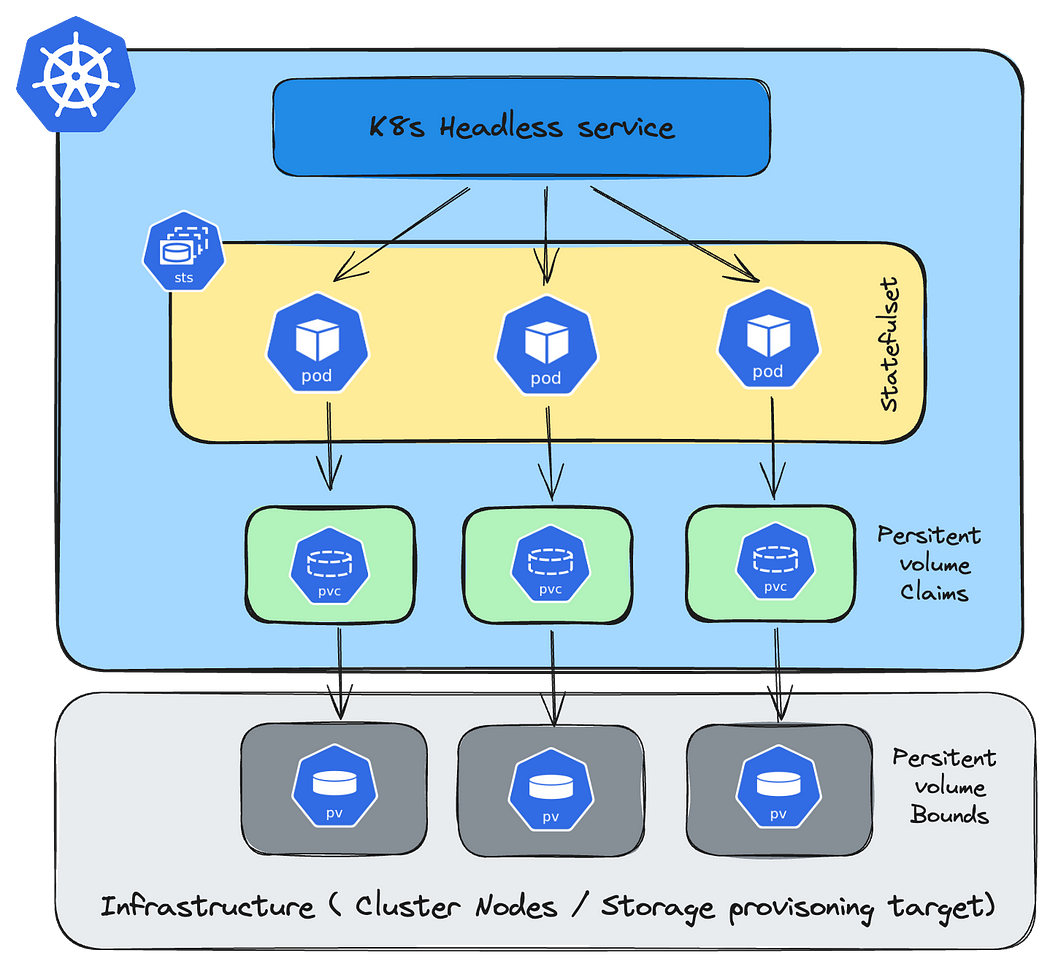 K8s Headless service
sts
pod
pod
pod
Statefulset
pvc
pvc
pvc
Persitent
volume
Claims
pv
pv
pv
Persitent
volume
Bounds
Infrastructure ( Cluster Nodes / Storage provisoning target)